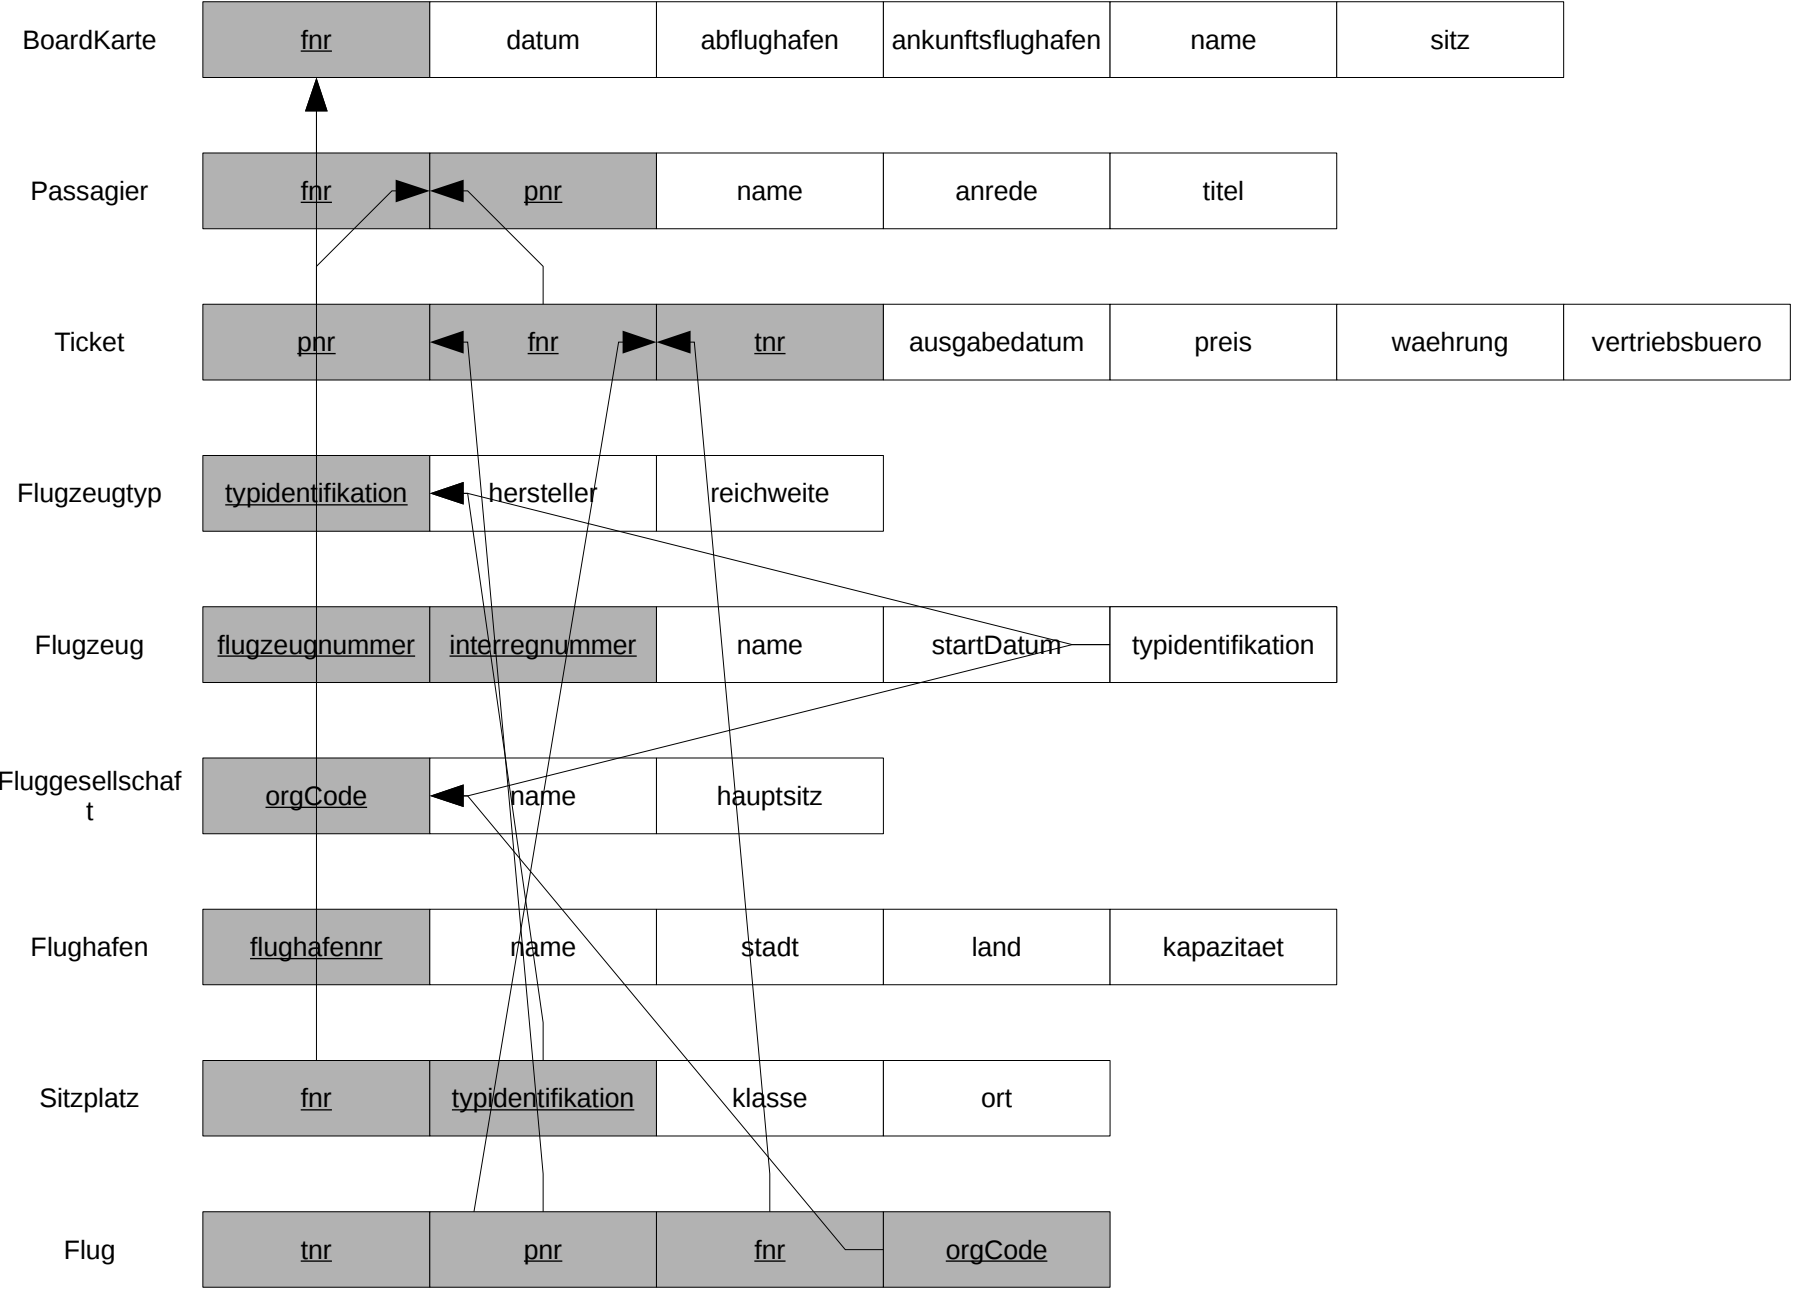 BoardKarte fnr datum abflughafen ankunftsflughafen name sitz
Passagier fnr pnr name anrede titel
Ticket pnr fnr tnr ausgabedatum preis waehrung vertriebsbuero
Flugzeugtyp typidentifikation hersteller reichweite
Flugzeug flugzeugnummer interregnummer name startDatum typidentifikation
Fluggesellschaf
t
orgCode name hauptsitz
Flughafen flughafennr name stadt land kapazitaet
Sitzplatz fnr typidentifikation klasse ort
Flug tnr pnr fnr orgCode